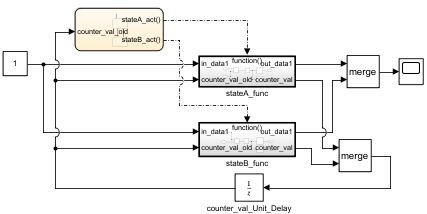 stateA_act()
counter_val_old
stateB_act()
1
function()
in_data1
out_data1
counter_val_old
counter_val
stateA_func
merge
function()
in_data1
out_data1
counter_val_old
counter_val
stateB_func
merge
1
z
counter_val_Unit_Delay